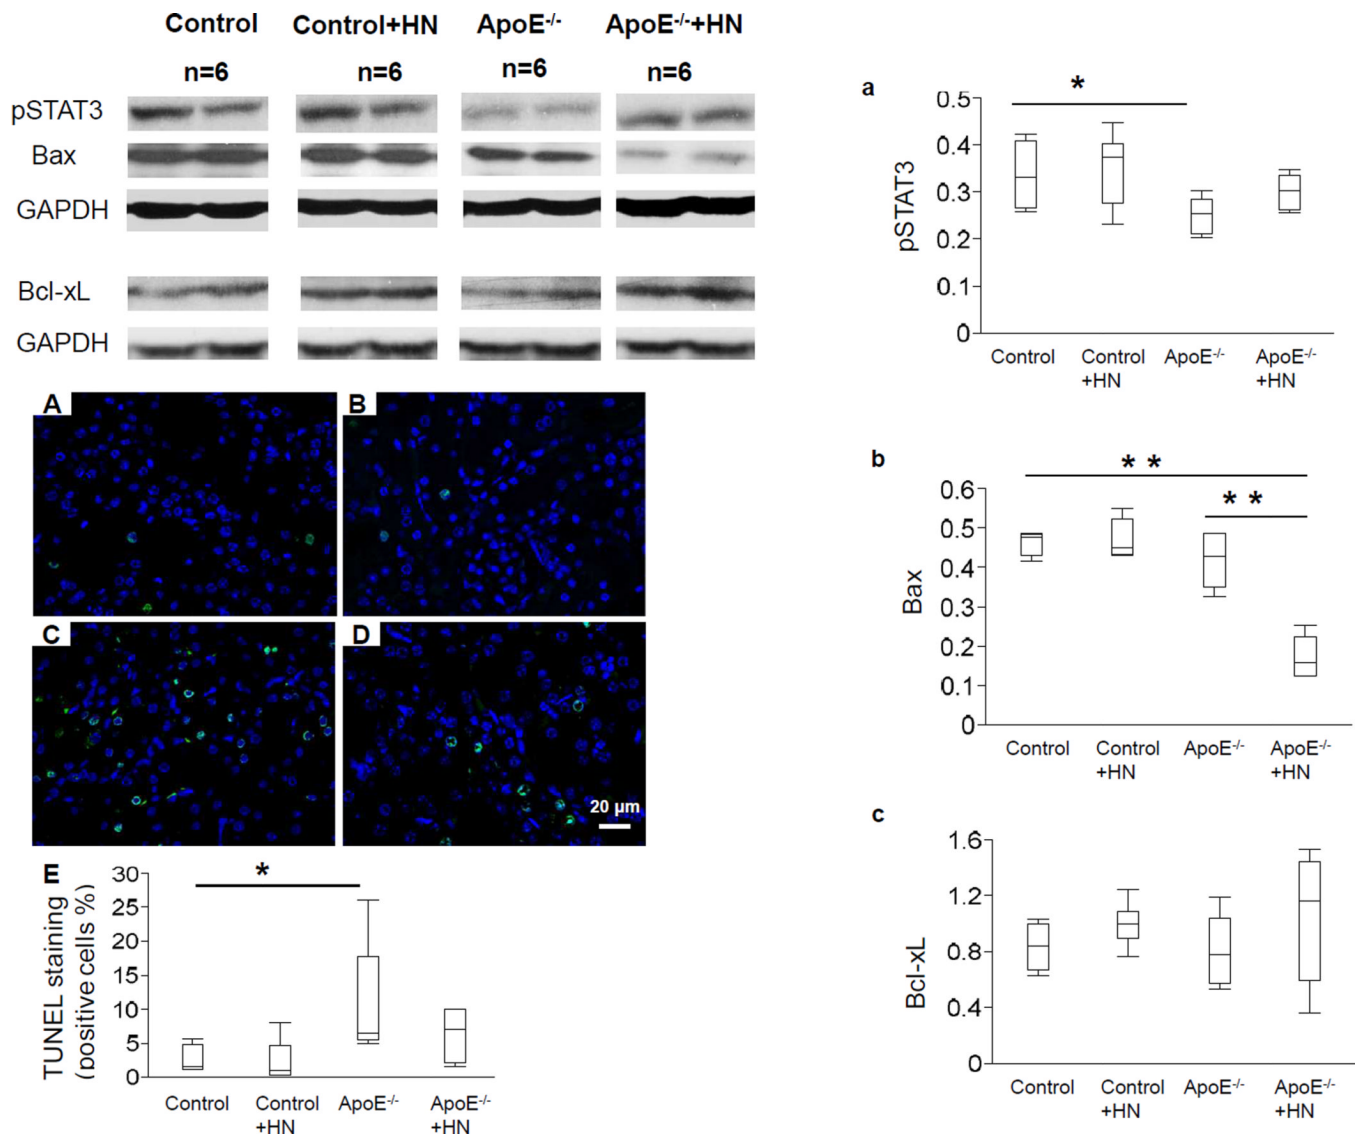 Control Control+HN ApoE-/- ApoE-/-+HN
n=6 n=6 n=6 n=6
pSTAT3
Bax
GAPDH
Bcl-xL
GAPDH
A B
C D
20 µm
E
TUNEL staining
(positive cells %)
30
25
20
15
10
5
0
*
Control Control ApoE-/- ApoE-/-
+HN +HN
a
pSTAT3
0.5
0.4
0.3
0.2
0.1
0
*
Control Control ApoE-/- ApoE-/-
+HN +HN
b
Bax
0.6
0.5
0.4
0.3
0.2
0.1
0
* *
* *
Control Control ApoE-/- ApoE-/-
+HN +HN
c
Bcl-xL
1.6
1.2
0.8
0.4
0
Control Control ApoE-/- ApoE-/-
+HN +HN